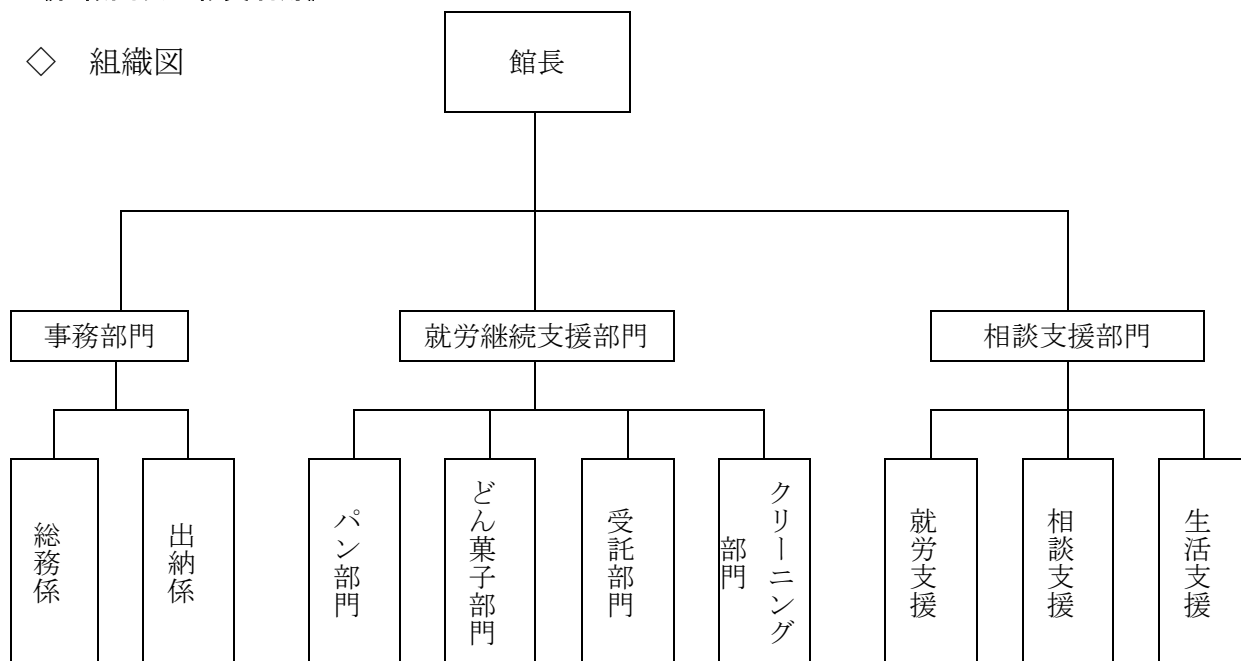 ◇ 組織図
館長
事務部門
就労継続支援部門
相談支援部門
総務係
出納係
パン部門
どん菓子部門
受託部門
クリーニング
部門
就労支援
相談支援
生活支援